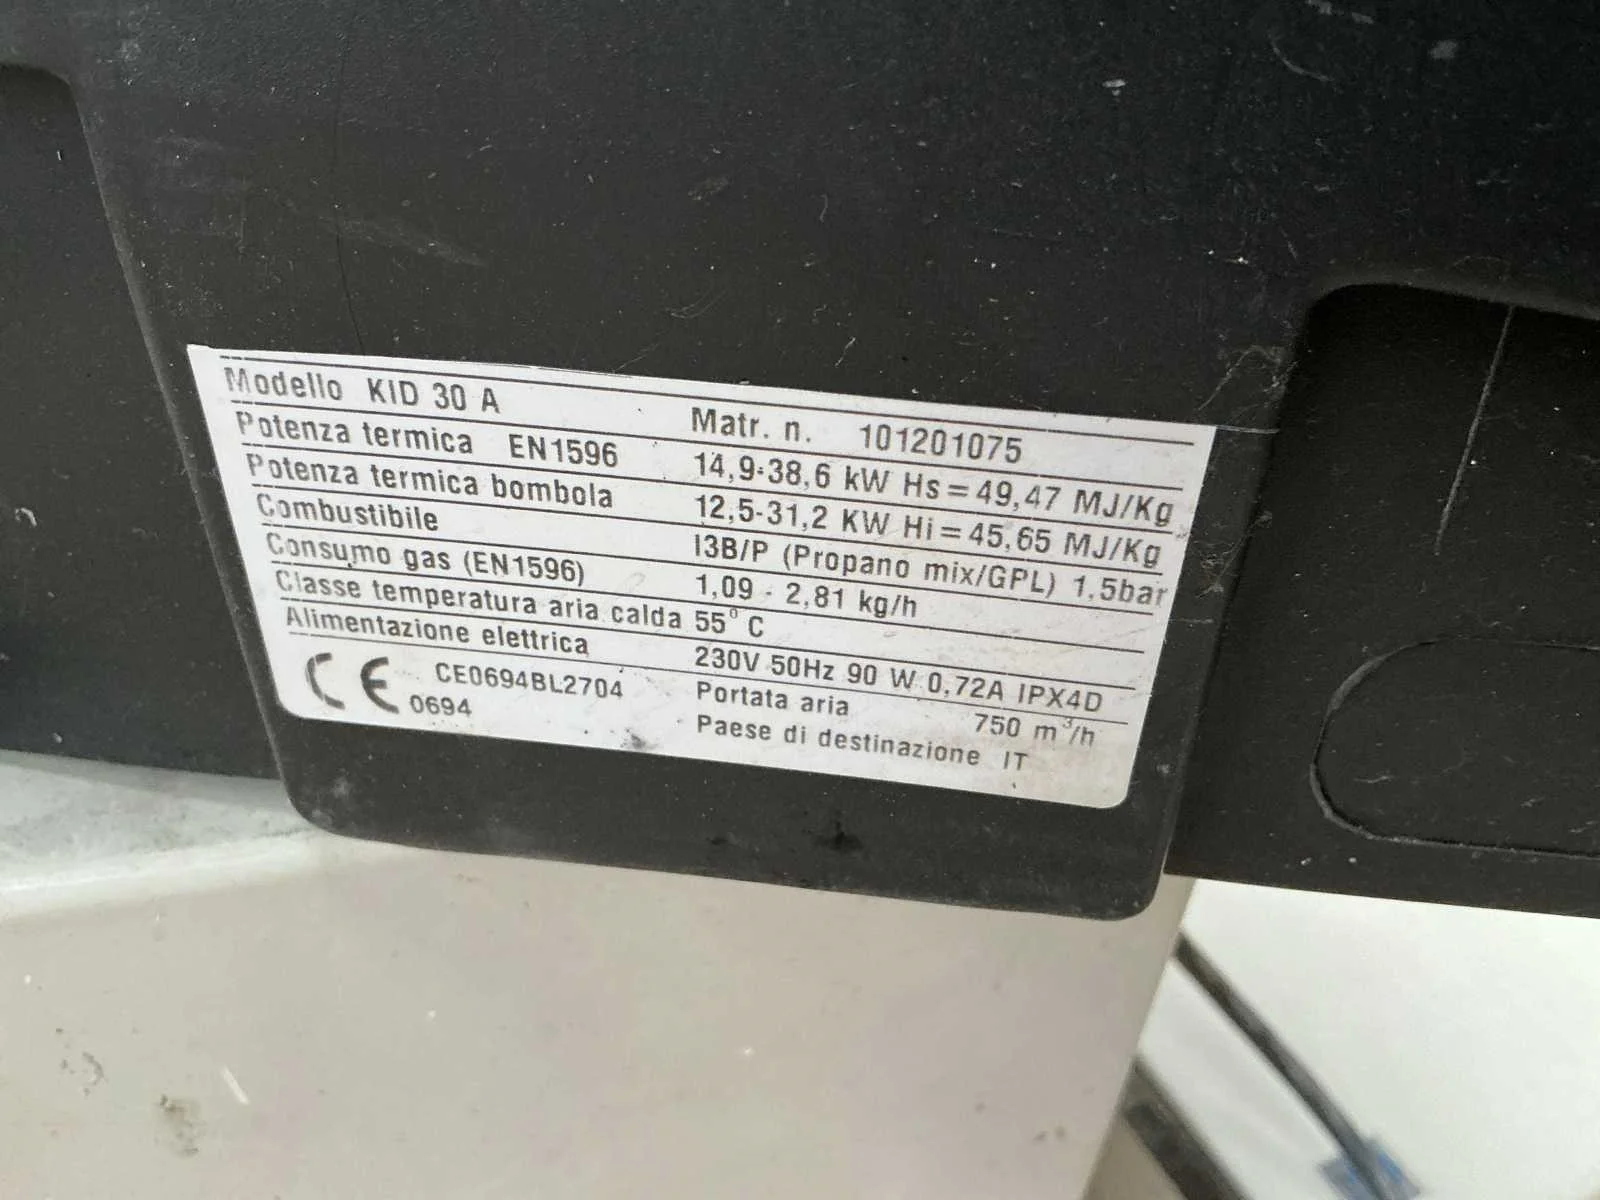 Modello KID 30 A Matr. n. 101201075
Potenza termica EN1596 14,9-38,6 kW Hs = 49,47 MJ/Kg
Potenza termica bombola 12,5-31,2 KW Hi = 45,65 MJ/Kg
Combustibile I3B/P (Propano mix/GPL) 1,5bar
Consumo gas (EN1596) 1,09 - 2,81 kg/h
Classe temperatura aria calda 55° C
Alimentazione elettrica 230V 50Hz 90 W 0,72A IPX4D
CE CE0694BL2704 Portata aria 750 m³/h
0694 Paese di destinazione IT